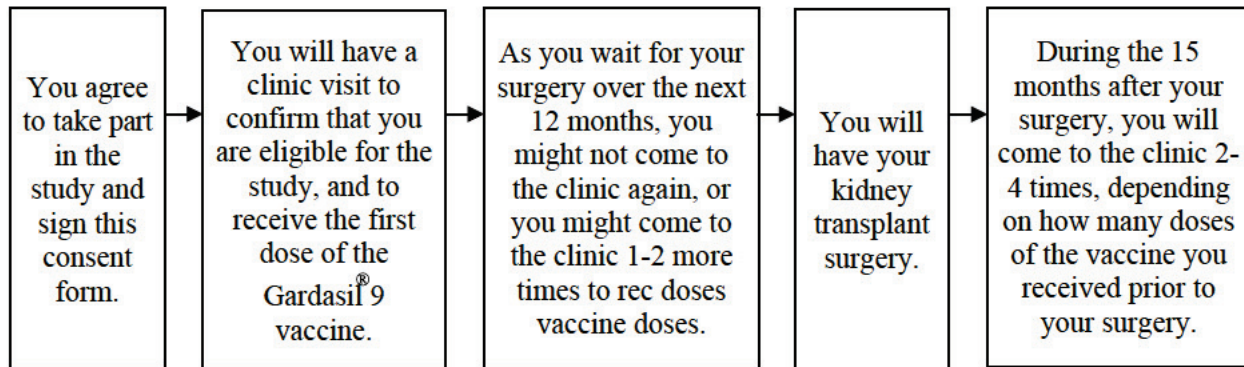 You agree
to take part
in the
study and
sign this
consent
form.
You will have a
clinic visit to
confirm that you
are eligible for the
study, and to
receive the first
dose of the
Gardasil® 9
vaccine.
As you wait for your
surgery over the next
12 months, you
might not come to
the clinic again, or
you might come to
the clinic 1-2 more
times to rec doses
vaccine doses.
You will
have your
kidney
transplant
surgery.
During the 15
months after your
surgery, you will
come to the clinic 2-
4 times, depending
on how many doses
of the vaccine you
received prior to
your surgery.